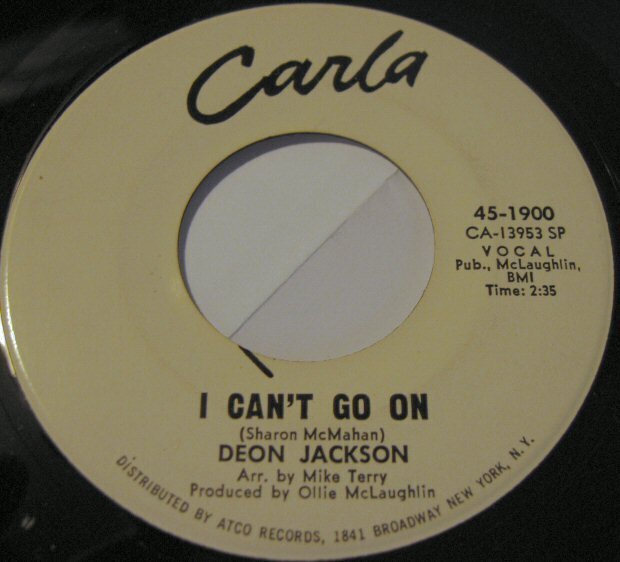 Carla
45-1900
CA-13953 SP
VOCAL
Pub., McLaughlin,
BMI
Time: 2:35
I CAN'T GO ON
(Sharon McMahan)
DEON JACKSON
Arr. by Mike Terry
Produced by Ollie McLaughlin
DISTRIBUTED BY ATCO RECORDS, 1841 BROADWAY NEW YORK, N.Y.